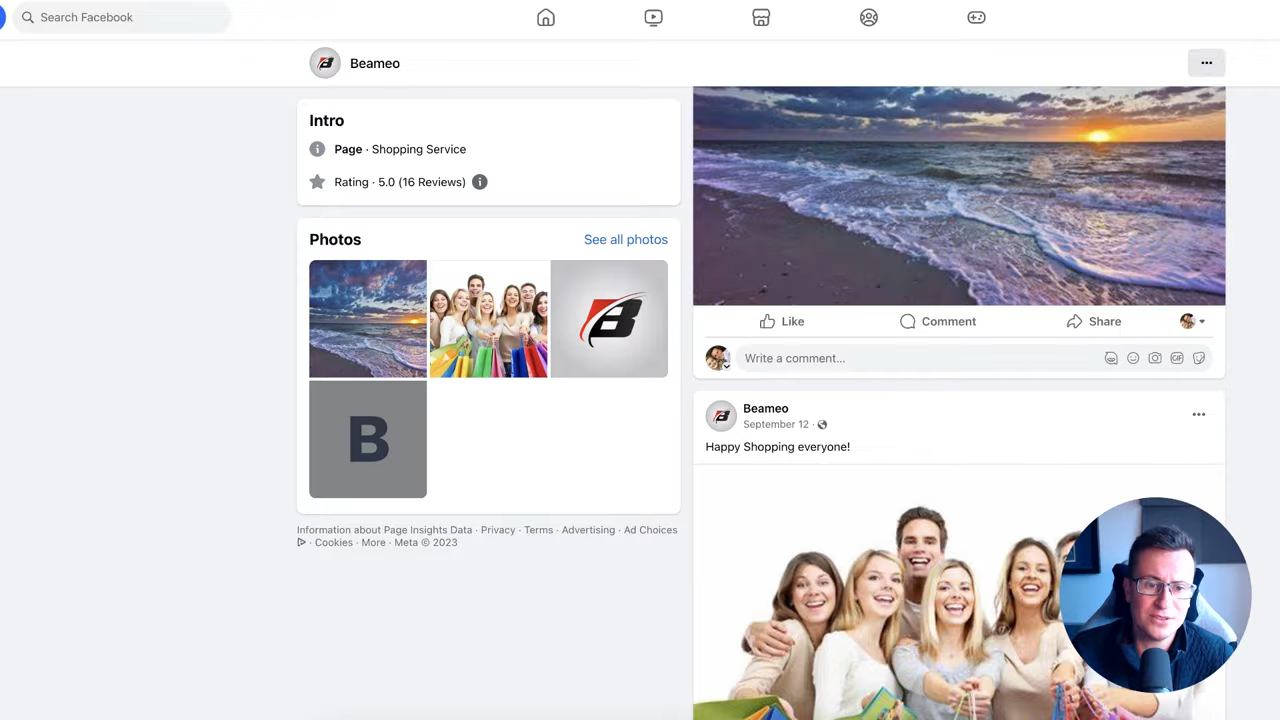 Search Facebook
Beameo
Intro
Page · Shopping Service
Rating · 5.0 (16 Reviews)
Photos
See all photos
B
B
Information about Page Insights Data · Privacy · Terms · Advertising · Ad Choices
· Cookies · More · Meta © 2023
Like
Comment
Share
Write a comment...
GIF
Beameo
September 12 ·
Happy Shopping everyone!